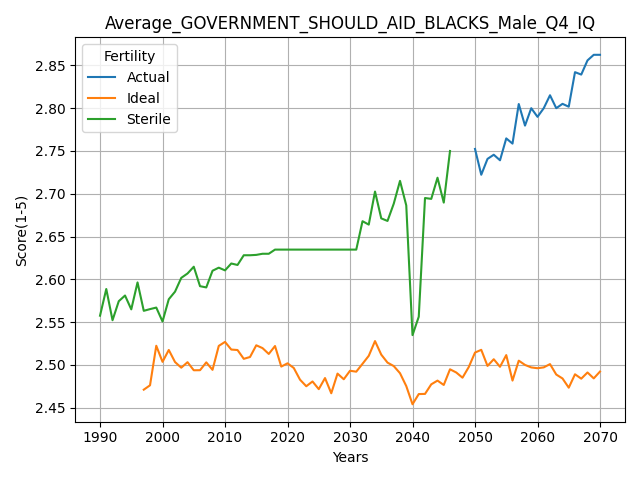 Average_GOVERNMENT_SHOULD_AID_BLACKS_Male_Q4_IQ
Fertility
Actual
Ideal
Sterile
Score(1-5)
2.85
2.80
2.75
2.70
2.65
2.60
2.55
2.50
2.45
1990 2000 2010 2020 2030 2040 2050 2060 2070
Years